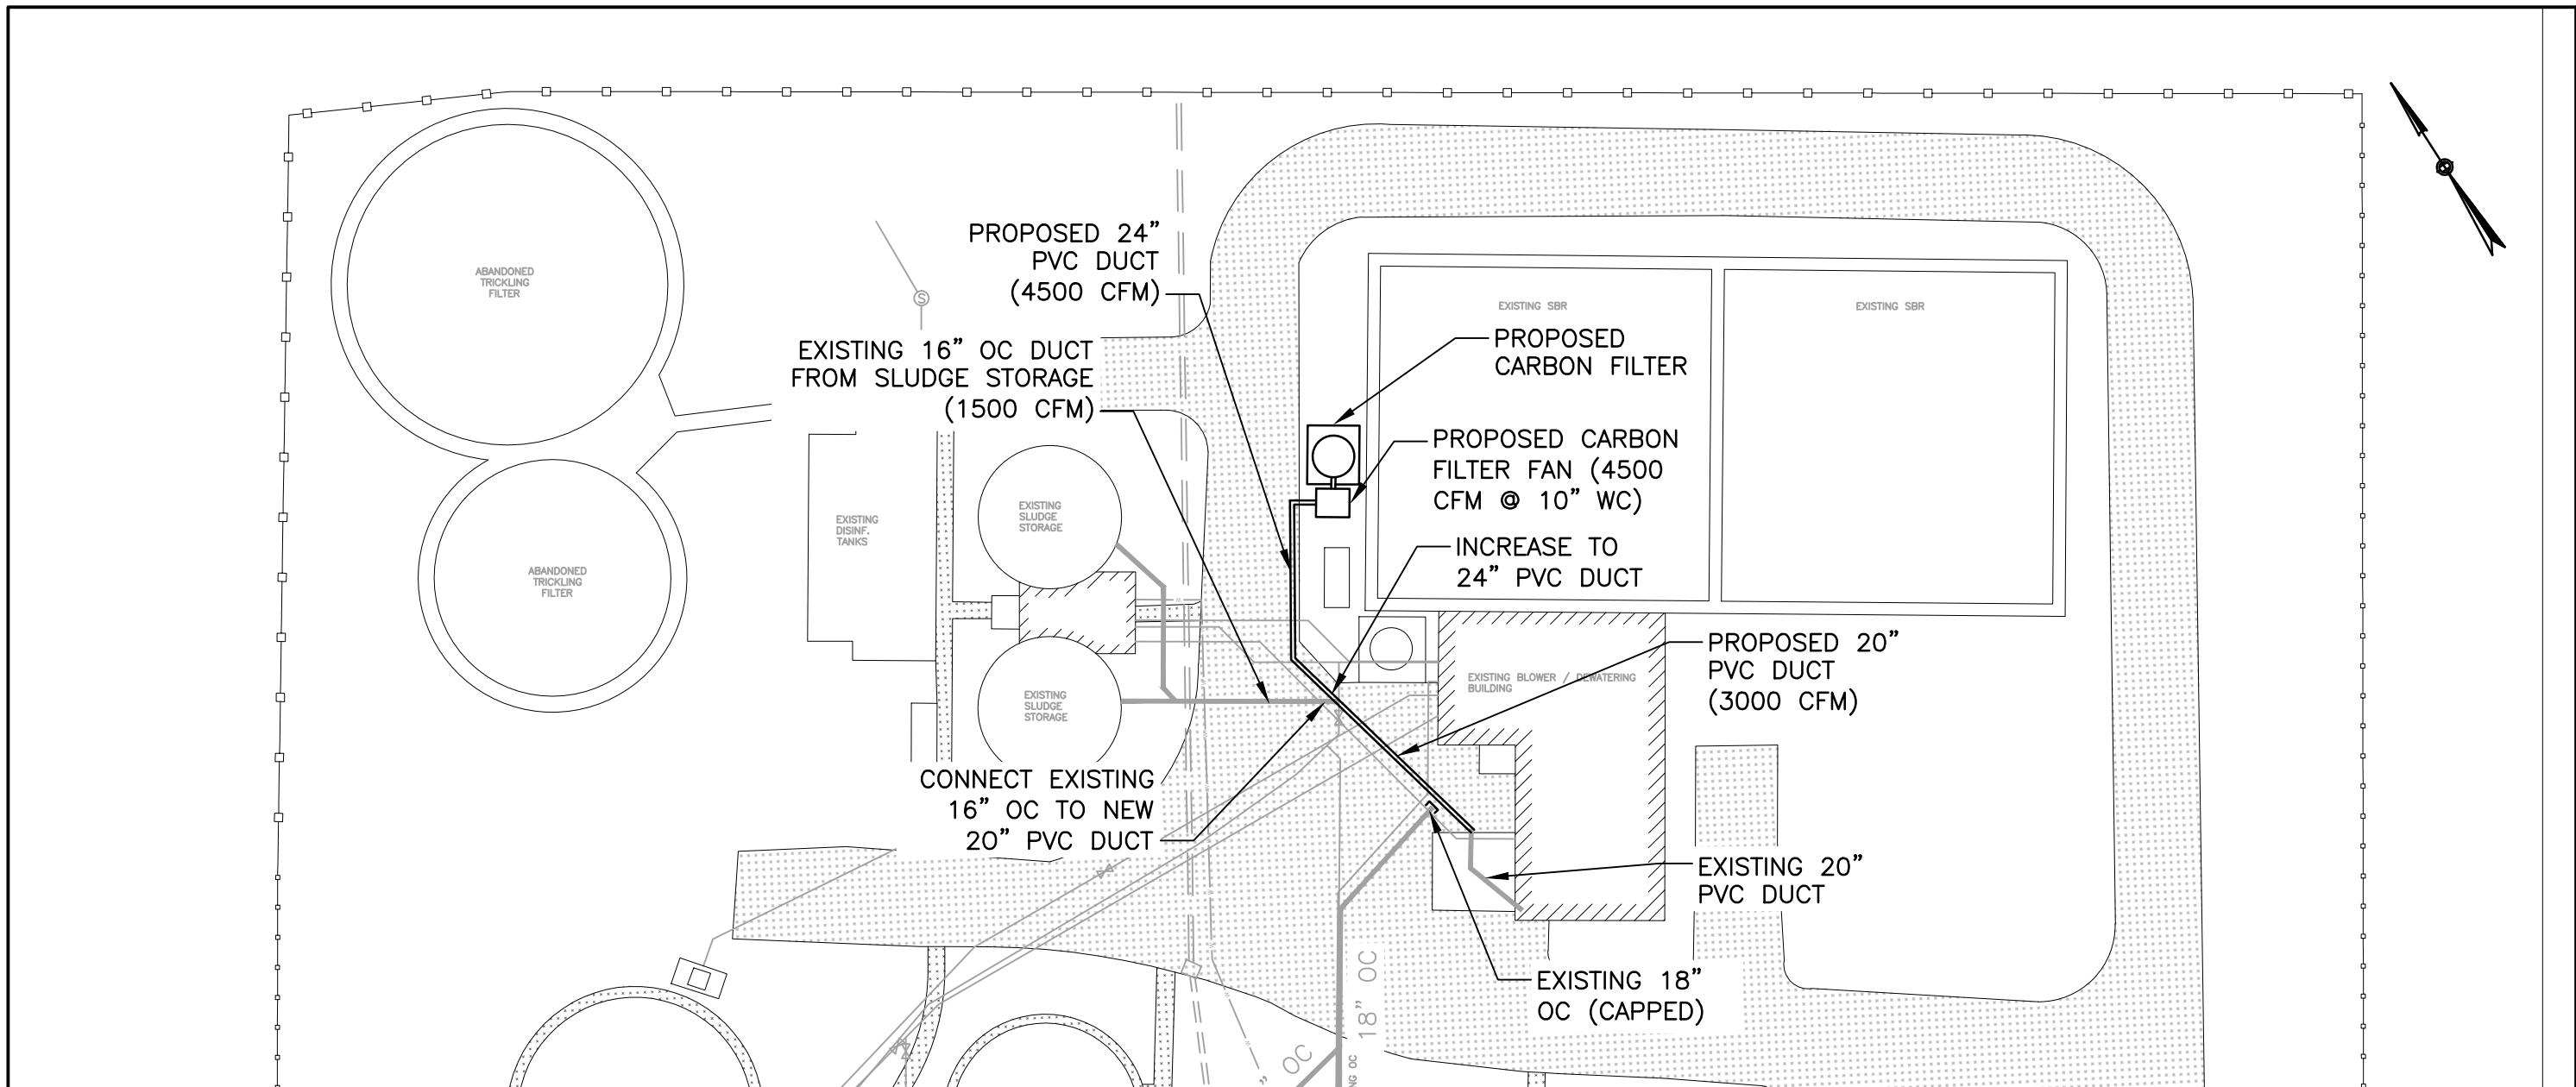 PROPOSED 24”
PVC DUCT
(4500 CFM)
ABANDONED
TRICKLING
FILTER
S
EXISTING SBR
EXISTING SBR
PROPOSED
CARBON FILTER
EXISTING 16” OC DUCT
FROM SLUDGE STORAGE
(1500 CFM)
PROPOSED CARBON
FILTER FAN (4500
CFM @ 10” WC)
EXISTING
DISINF.
TANKS
EXISTING
SLUDGE
STORAGE
INCREASE TO
24” PVC DUCT
ABANDONED
TRICKLING
FILTER
PROPOSED 20”
PVC DUCT
(3000 CFM)
EXISTING BLOWER / DEWATERING
BUILDING
EXISTING
SLUDGE
STORAGE
CONNECT EXISTING
16” OC TO NEW
20” PVC DUCT
EXISTING 20”
PVC DUCT
EXISTING 18”
OC (CAPPED)
18” OC
” OC
NG OC